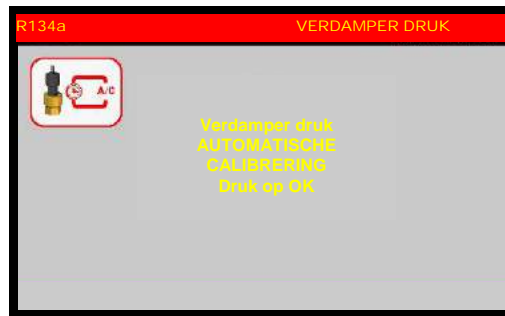 R134a VERDAMPER DRUK
A/C
Verdamper druk
AUTOMATISCHE
CALIBRERING
Druk op OK